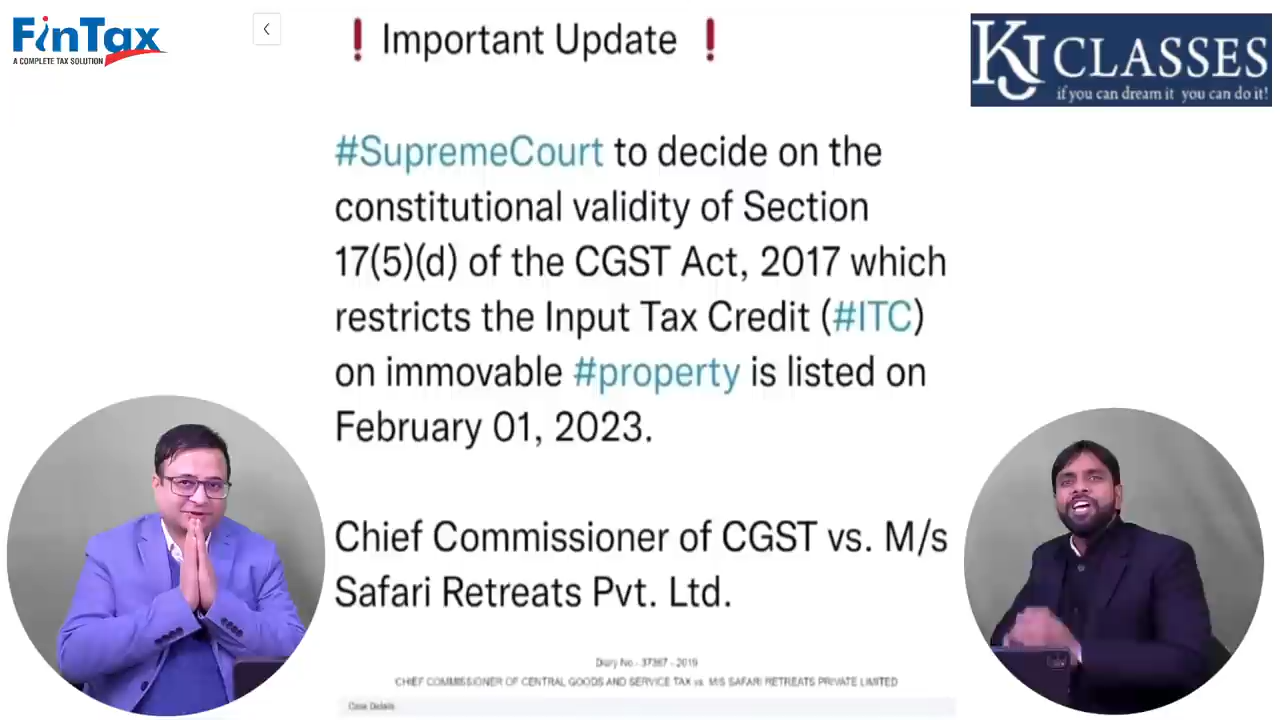 FinTax
A COMPLETE TAX SOLUTION
KJ CLASSES
if you can dream it you can do it!
❗ Important Update ❗
#SupremeCourt to decide on the
constitutional validity of Section
17(5)(d) of the CGST Act, 2017 which
restricts the Input Tax Credit (#ITC)
on immovable #property is listed on
February 01, 2023.
Chief Commissioner of CGST vs. M/s
Safari Retreats Pvt. Ltd.
Diary No.- 37367 - 2019
CHIEF COMMISSIONER OF CENTRAL GOODS AND SERVICE TAX vs. M/S SAFARI RETREATS PRIVATE LIMITED
Case Details